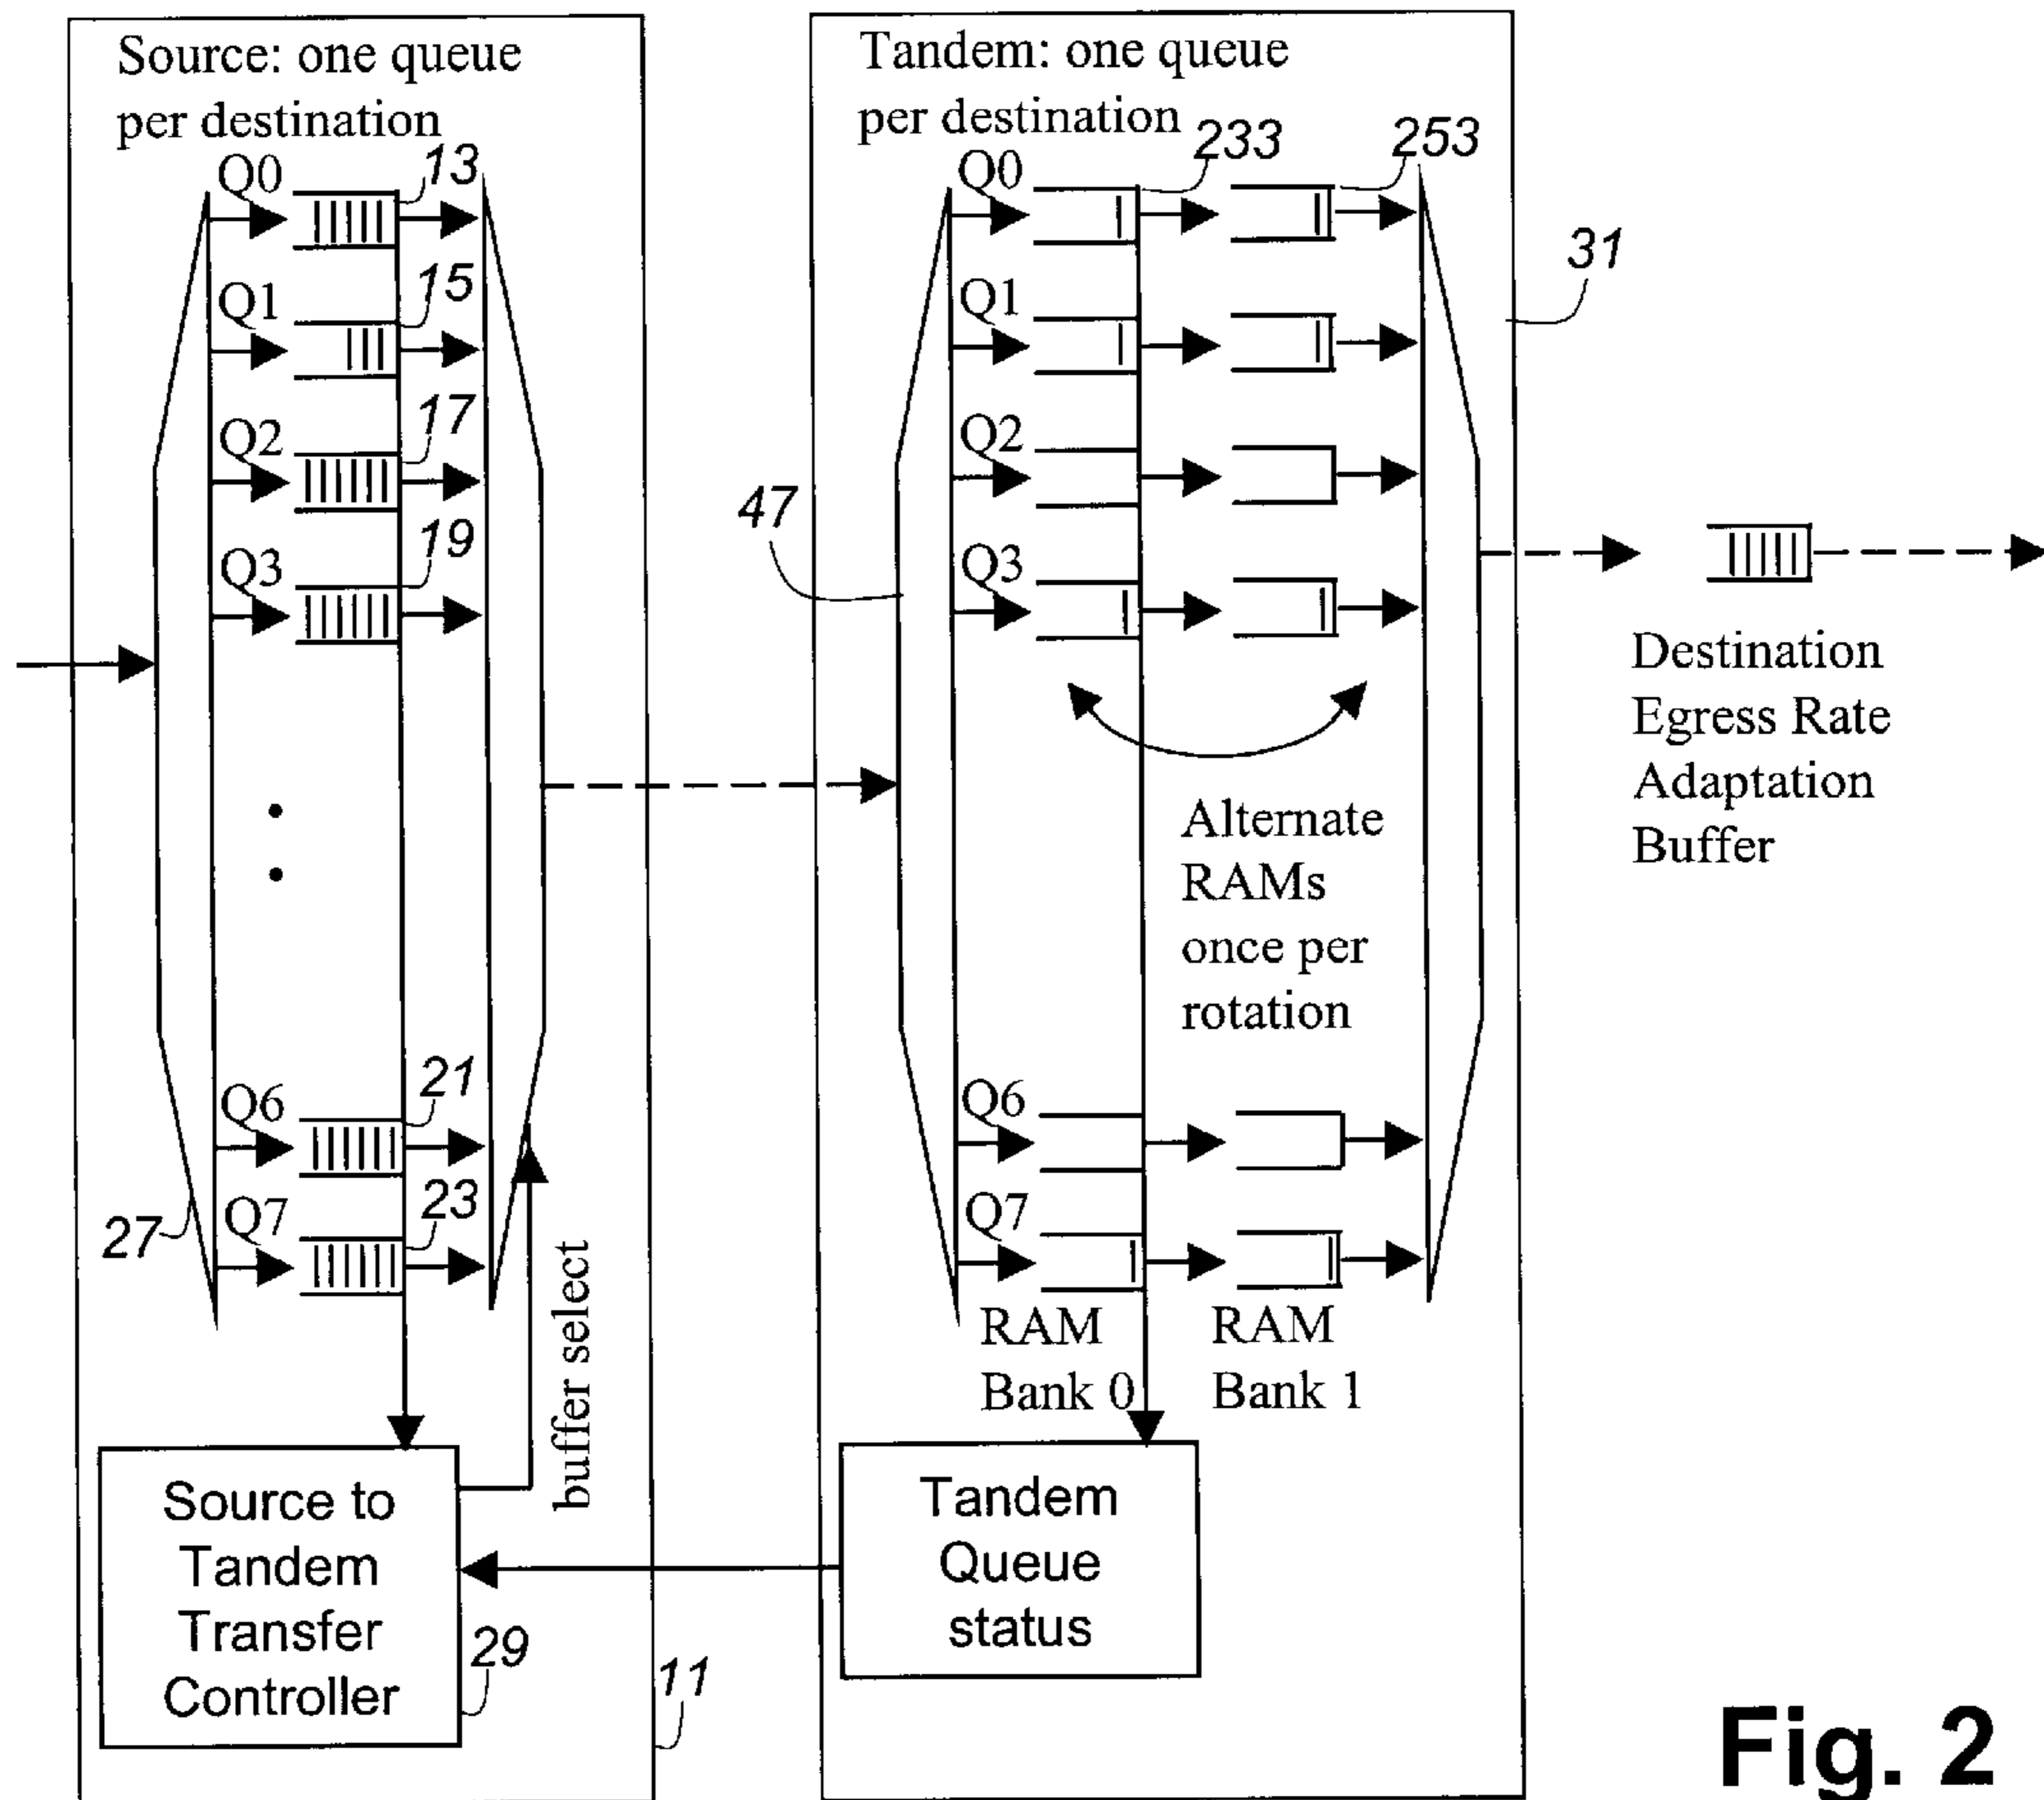 Source: one queue
per destination
Q0
13
Q1
15
Q2
17
Q3
19
Q6
21
Q7
23
27
buffer select
Source to
Tandem
Transfer
Controller
29
11
Tandem: one queue
per destination
233
253
Q0
Q1
Q2
Q3
Q6
Q7
47
31
Alternate
RAMs
once per
rotation
RAM
Bank 0
RAM
Bank 1
Tandem
Queue
status
Destination
Egress Rate
Adaptation
Buffer
Fig. 2